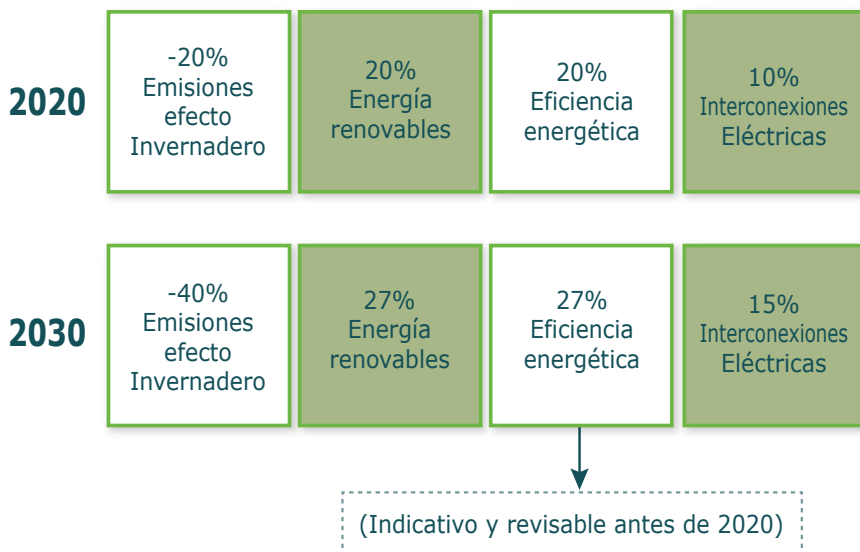 2020
-20%
Emisiones
efecto
Invernadero
20%
Energía
renovables
20%
Eficiencia
energética
10%
Interconexiones
Eléctricas
2030
-40%
Emisiones
efecto
Invernadero
27%
Energía
renovables
27%
Eficiencia
energética
15%
Interconexiones
Eléctricas
(Indicativo y revisable antes de 2020)